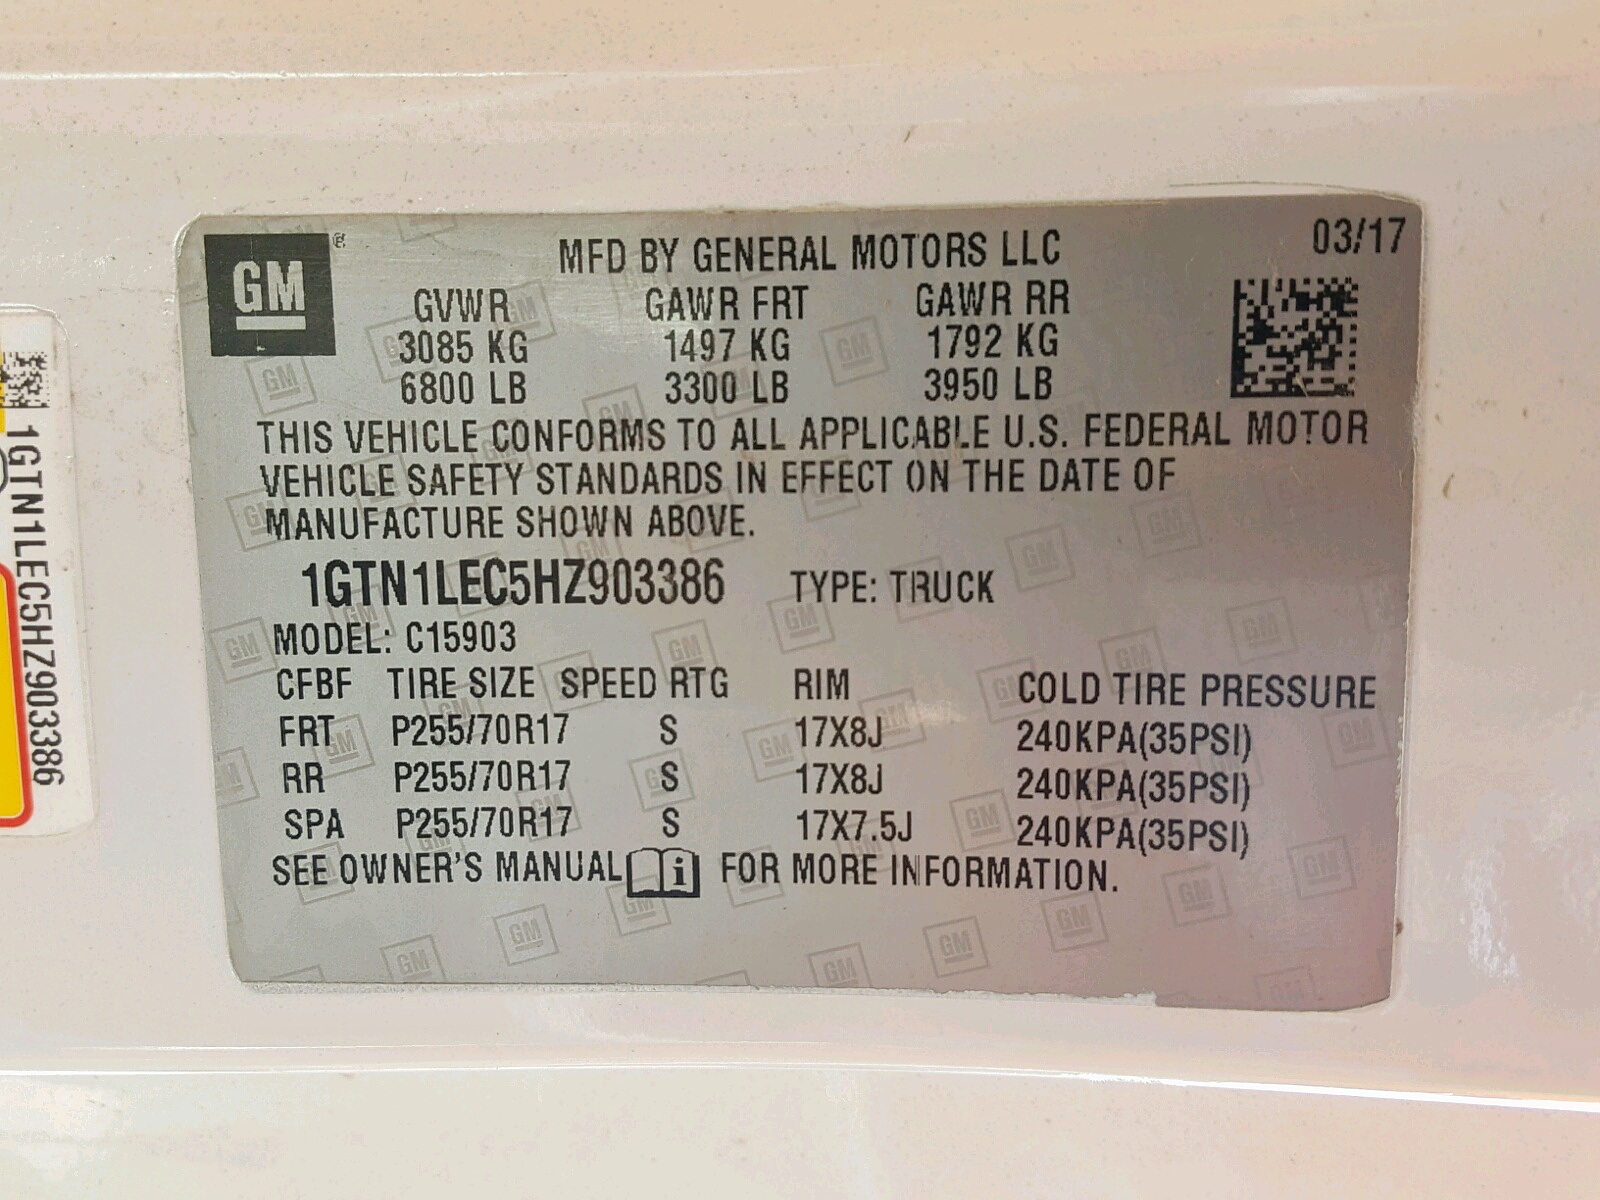 GM
MFD BY GENERAL MOTORS LLC
03/17
GVWR GAWR FRT GAWR RR
3085 KG 1497 KG 1792 KG
6800 LB 3300 LB 3950 LB
THIS VEHICLE CONFORMS TO ALL APPLICABLE U.S. FEDERAL MOTOR
VEHICLE SAFETY STANDARDS IN EFFECT ON THE DATE OF
MANUFACTURE SHOWN ABOVE.
1GTN1LEC5HZ903386 TYPE: TRUCK
MODEL: C15903
CFBF TIRE SIZE SPEED RTG RIM COLD TIRE PRESSURE
FRT P255/70R17 S 17X8J 240KPA(35PSI)
RR P255/70R17 S 17X8J 240KPA(35PSI)
SPA P255/70R17 S 17X7.5J 240KPA(35PSI)
SEE OWNER'S MANUAL FOR MORE INFORMATION.
1GTN1LEC5HZ903386